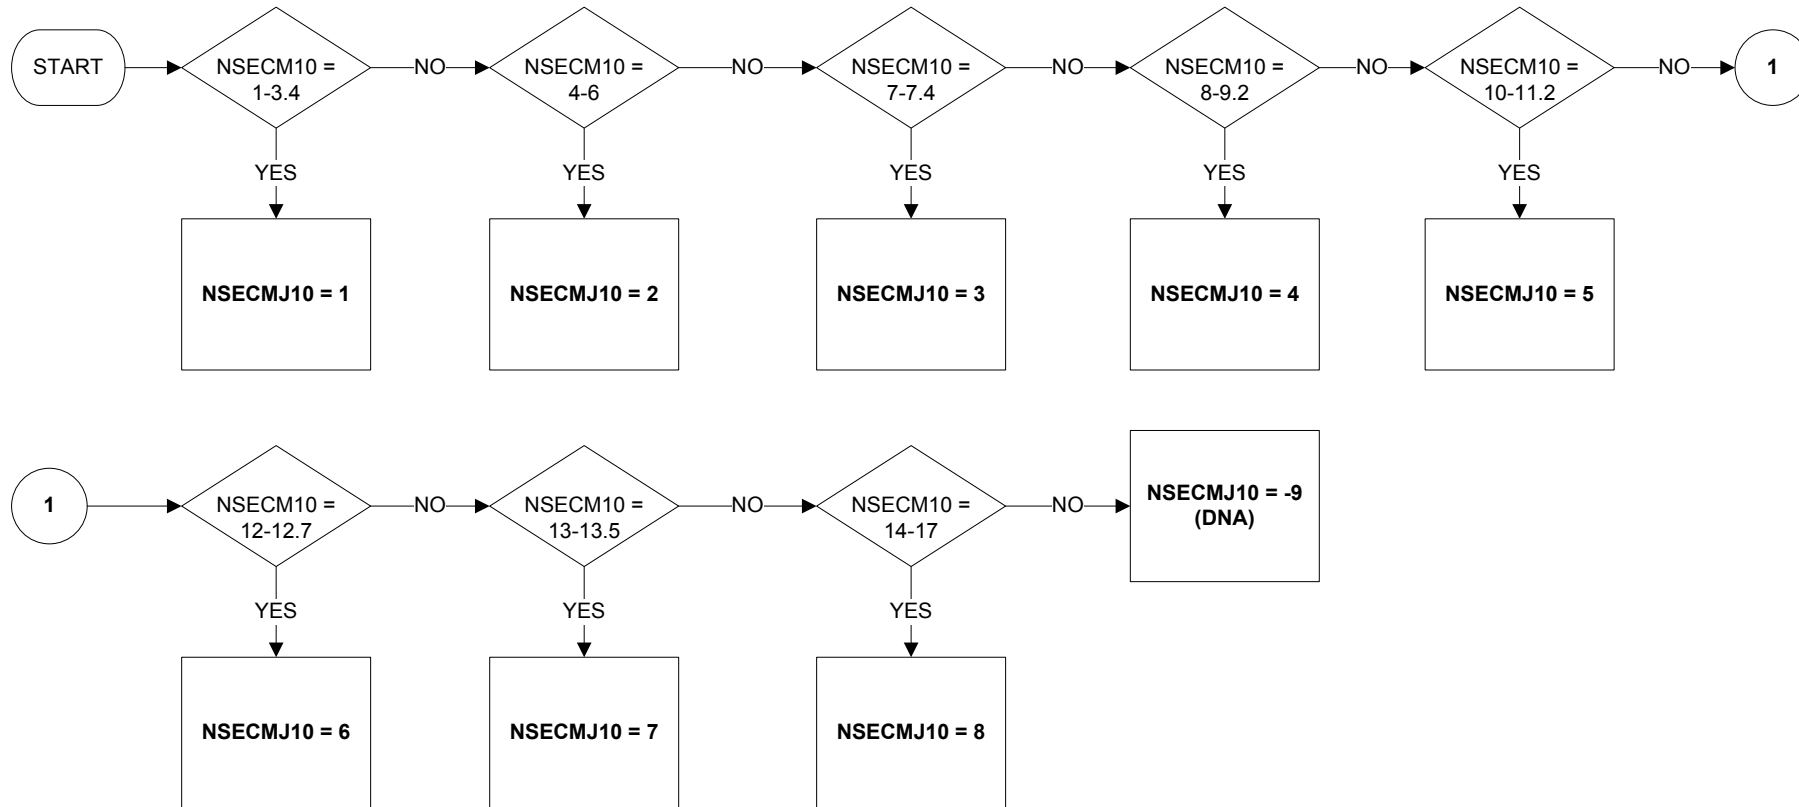 START
NSECM10 =
1-3.4
NO
NSECM10 =
4-6
NO
NSECM10 =
7-7.4
NO
NSECM10 =
8-9.2
NO
NSECM10 =
10-11.2
NO
1
YES
YES
YES
YES
YES
NSECMJ10 = 1
NSECMJ10 = 2
NSECMJ10 = 3
NSECMJ10 = 4
NSECMJ10 = 5
1
NSECM10 =
12-12.7
NO
NSECM10 =
13-13.5
NO
NSECM10 =
14-17
NO
NSECMJ10 = -9
(DNA)
YES
YES
YES
NSECMJ10 = 6
NSECMJ10 = 7
NSECMJ10 = 8